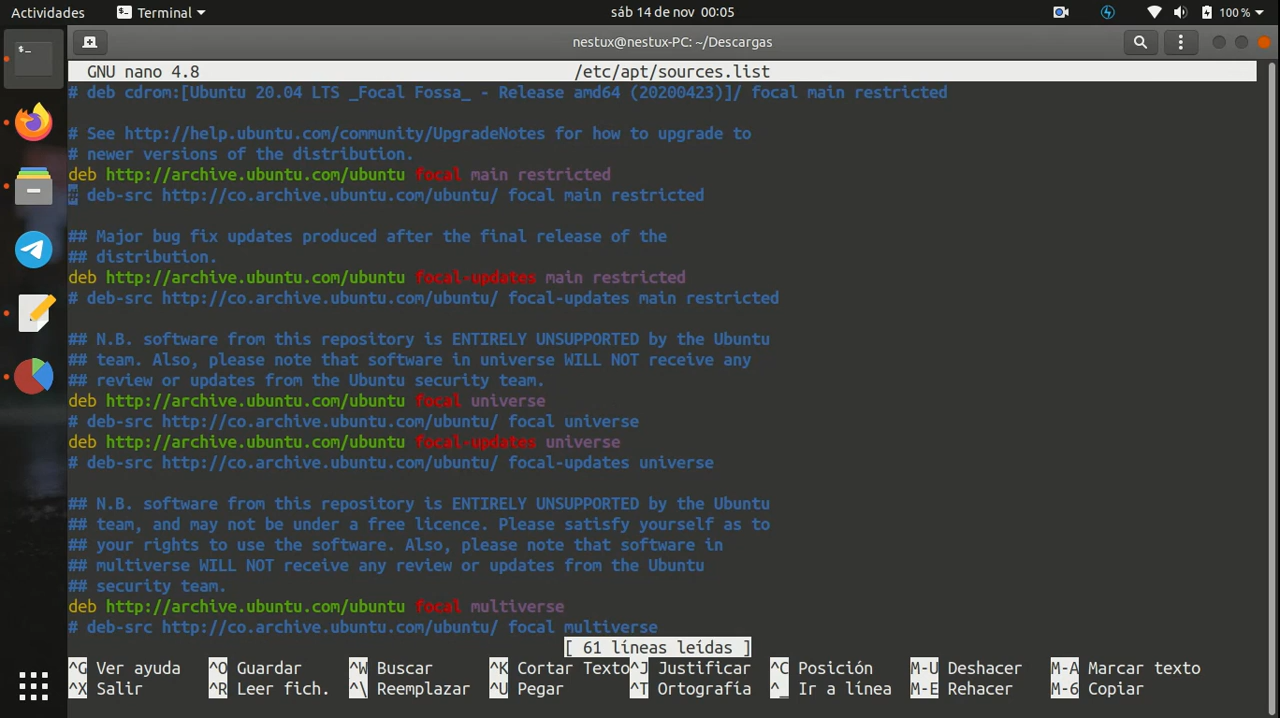 Actividades Terminal sáb 14 de nov 00:05 100 %
nestux@nestux-PC: ~/Descargas
GNU nano 4.8 /etc/apt/sources.list
# deb cdrom:[Ubuntu 20.04 LTS _Focal Fossa_ - Release amd64 (20200423)]/ focal main restricted

# See http://help.ubuntu.com/community/UpgradeNotes for how to upgrade to
# newer versions of the distribution.
deb http://archive.ubuntu.com/ubuntu focal main restricted
# deb-src http://co.archive.ubuntu.com/ubuntu/ focal main restricted

## Major bug fix updates produced after the final release of the
## distribution.
deb http://archive.ubuntu.com/ubuntu focal-updates main restricted
# deb-src http://co.archive.ubuntu.com/ubuntu/ focal-updates main restricted

## N.B. software from this repository is ENTIRELY UNSUPPORTED by the Ubuntu
## team. Also, please note that software in universe WILL NOT receive any
## review or updates from the Ubuntu security team.
deb http://archive.ubuntu.com/ubuntu focal universe
# deb-src http://co.archive.ubuntu.com/ubuntu/ focal universe
deb http://archive.ubuntu.com/ubuntu focal-updates universe
# deb-src http://co.archive.ubuntu.com/ubuntu/ focal-updates universe

## N.B. software from this repository is ENTIRELY UNSUPPORTED by the Ubuntu
## team, and may not be under a free licence. Please satisfy yourself as to
## your rights to use the software. Also, please note that software in
## multiverse WILL NOT receive any review or updates from the Ubuntu
## security team.
deb http://archive.ubuntu.com/ubuntu focal multiverse
# deb-src http://co.archive.ubuntu.com/ubuntu/ focal multiverse
[ 61 líneas leídas ]
^G Ver ayuda ^O Guardar ^W Buscar ^K Cortar Texto ^J Justificar ^C Posición M-U Deshacer M-A Marcar texto
^X Salir ^R Leer fich. ^\ Reemplazar ^U Pegar ^T Ortografía ^_ Ir a línea M-E Rehacer M-6 Copiar